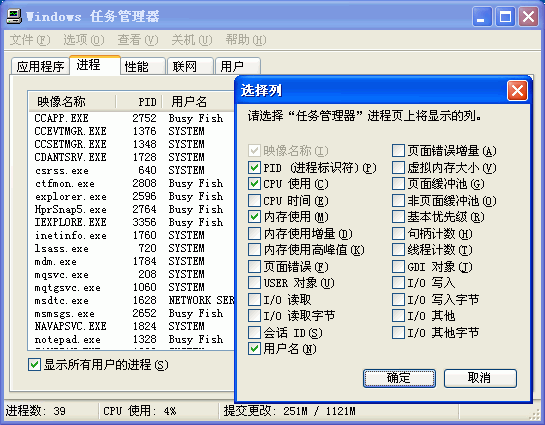 Windows 任务管理器
文件(F) 选项(O) 查看(V) 关机(U) 帮助(H)
应用程序 进程 性能 联网 用户
映像名称 PID 用户名
CCAPP.EXE 2752 Busy Fish
CCEVTMGR.EXE 1376 SYSTEM
CCSETMGR.EXE 1348 SYSTEM
CDANTSRV.EXE 1728 SYSTEM
csrss.exe 640 SYSTEM
ctfmon.exe 2808 Busy Fish
explorer.exe 2596 Busy Fish
HprSnap5.exe 2764 Busy Fish
IEXPLORE.EXE 3356 Busy Fish
inetinfo.exe 1760 SYSTEM
lsass.exe 720 SYSTEM
mdm.exe 1784 SYSTEM
mqsvc.exe 208 SYSTEM
mqtgsvc.exe 1060 SYSTEM
msdtc.exe 1628 NETWORK SER
msmsgs.exe 2652 Busy Fish
NAVAPSVC.EXE 1824 SYSTEM
notepad.exe 1328 Busy Fish
显示所有用户的进程(S)
进程数: 39 CPU 使用: 4% 提交更改: 251M / 1121M
选择列
请选择“任务管理器”进程页上将显示的列。
映像名称(I)
PID (进程标识符)(P)
CPU 使用(C)
CPU 时间(E)
内存使用(M)
内存使用增量(D)
内存使用高峰值(K)
页面错误(F)
USER 对象(U)
I/O 读取
I/O 读取字节
会话 ID(S)
用户名(N)
页面错误增量(A)
虚拟内存大小(V)
页面缓冲池(G)
非页面缓冲池(O)
基本优先级(R)
句柄计数(H)
线程计数(T)
GDI 对象(J)
I/O 写入
I/O 写入字节
I/O 其他
I/O 其他字节
确定 取消